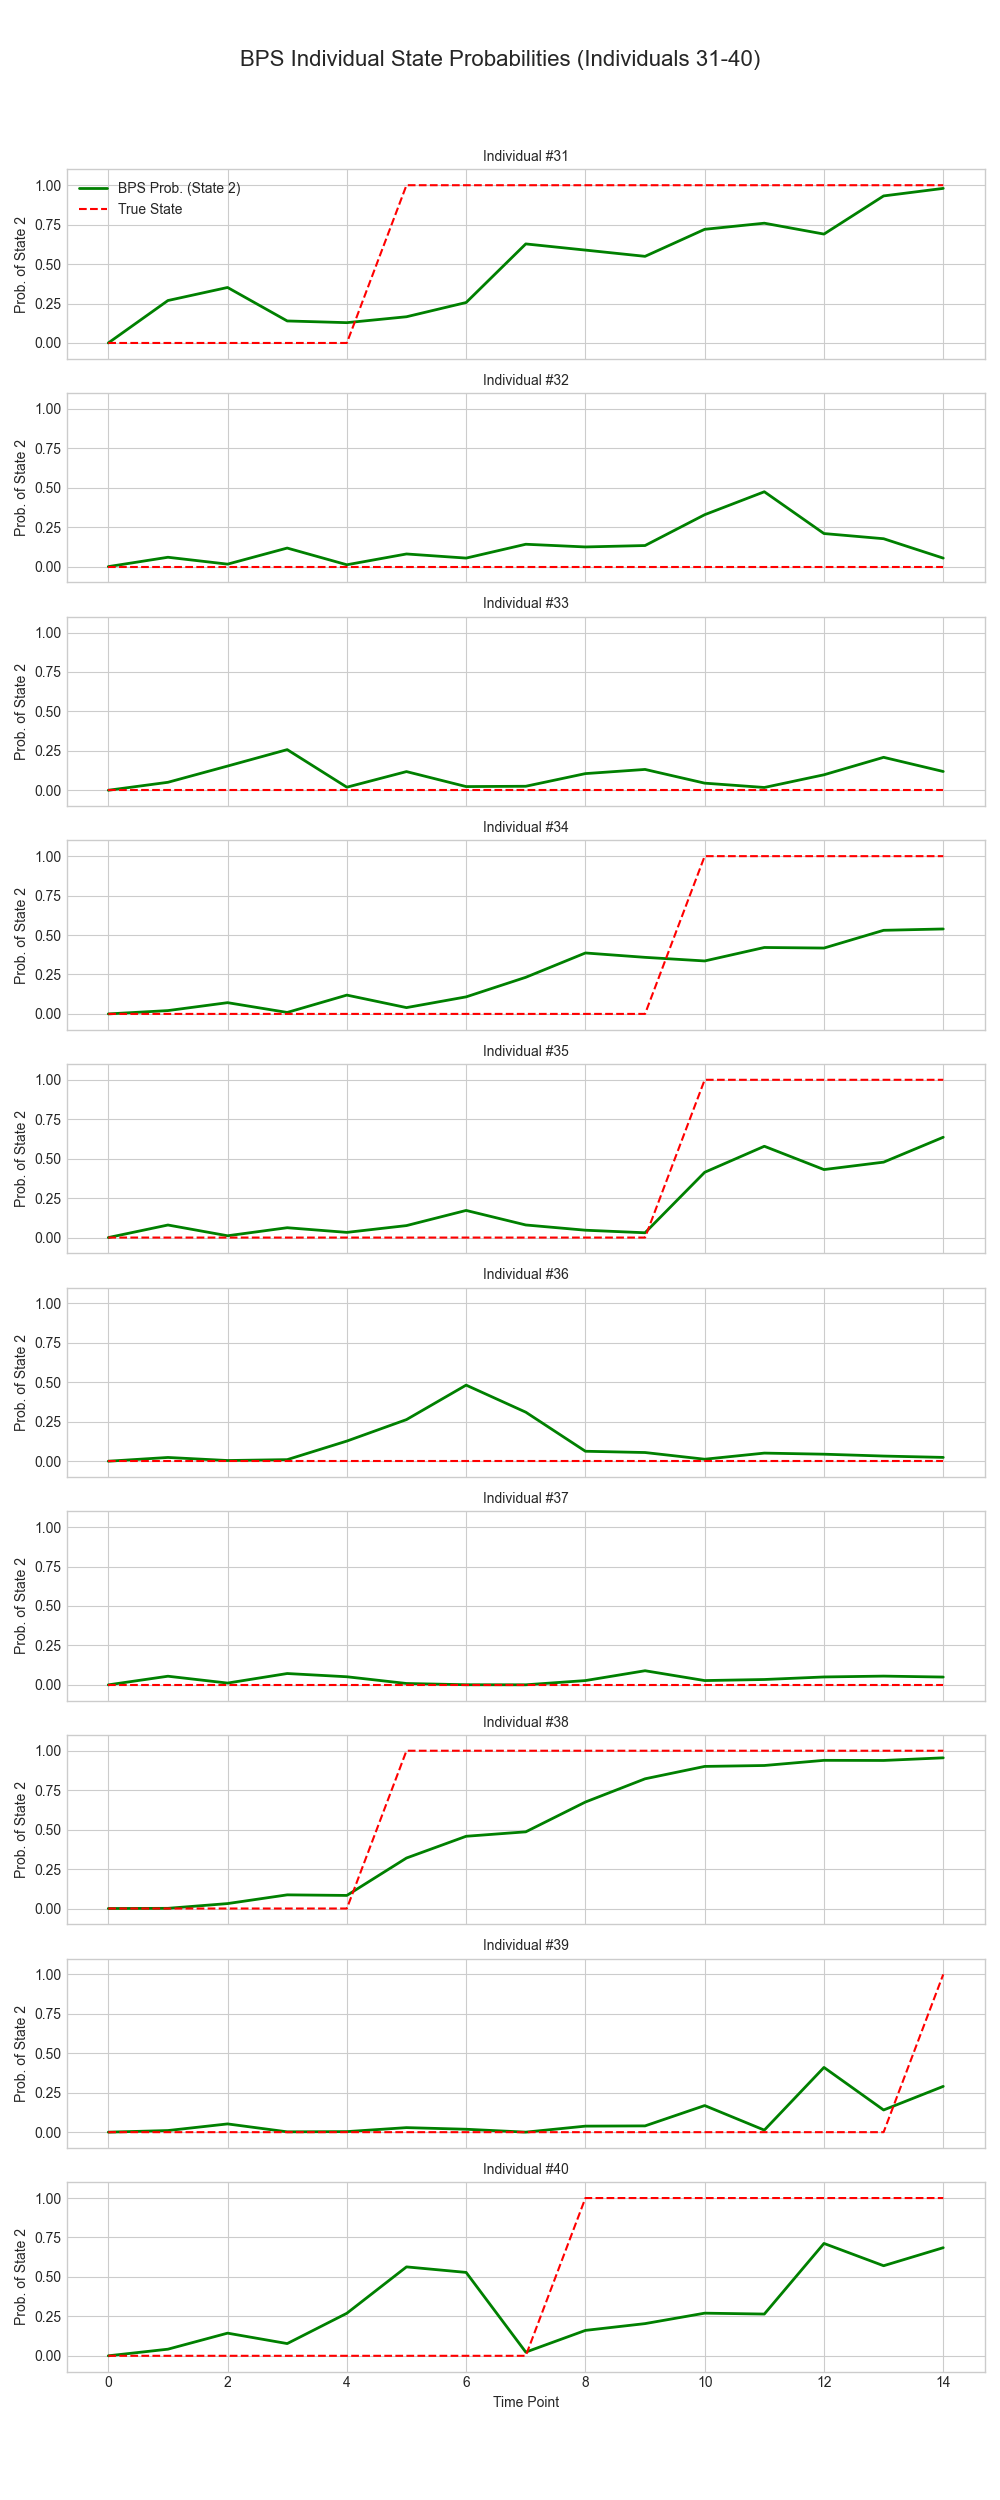 BPS Individual State Probabilities (Individuals 31-40)
Individual #31
BPS Prob. (State 2)
True State
Prob. of State 2
1.00
0.75
0.50
0.25
0.00
Individual #32
Prob. of State 2
1.00
0.75
0.50
0.25
0.00
Individual #33
Prob. of State 2
1.00
0.75
0.50
0.25
0.00
Individual #34
Prob. of State 2
1.00
0.75
0.50
0.25
0.00
Individual #35
Prob. of State 2
1.00
0.75
0.50
0.25
0.00
Individual #36
Prob. of State 2
1.00
0.75
0.50
0.25
0.00
Individual #37
Prob. of State 2
1.00
0.75
0.50
0.25
0.00
Individual #38
Prob. of State 2
1.00
0.75
0.50
0.25
0.00
Individual #39
Prob. of State 2
1.00
0.75
0.50
0.25
0.00
Individual #40
Prob. of State 2
1.00
0.75
0.50
0.25
0.00
0 2 4 6 8 10 12 14
Time Point